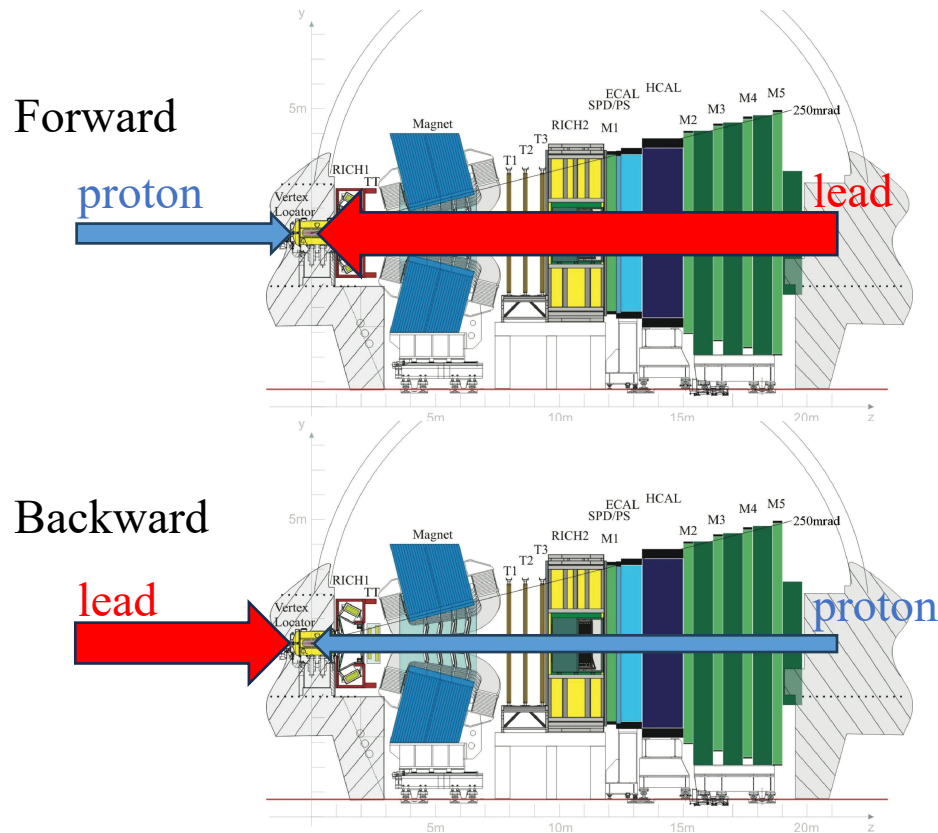 y
Forward
5m
Magnet
ECAL
HCAL
SPD/PS
M1
M2
M3
M4
M5
250mrad
RICH2
T1
T2
T3
RICH1
TT
Vertex
Locator
proton
lead
5m
10m
15m
20m
z
y
Backward
5m
Magnet
ECAL
HCAL
SPD/PS
M1
M2
M3
M4
M5
250mrad
RICH2
T1
T2
T3
RICH1
TT
Vertex
Locator
lead
proton
5m
10m
15m
20m
z